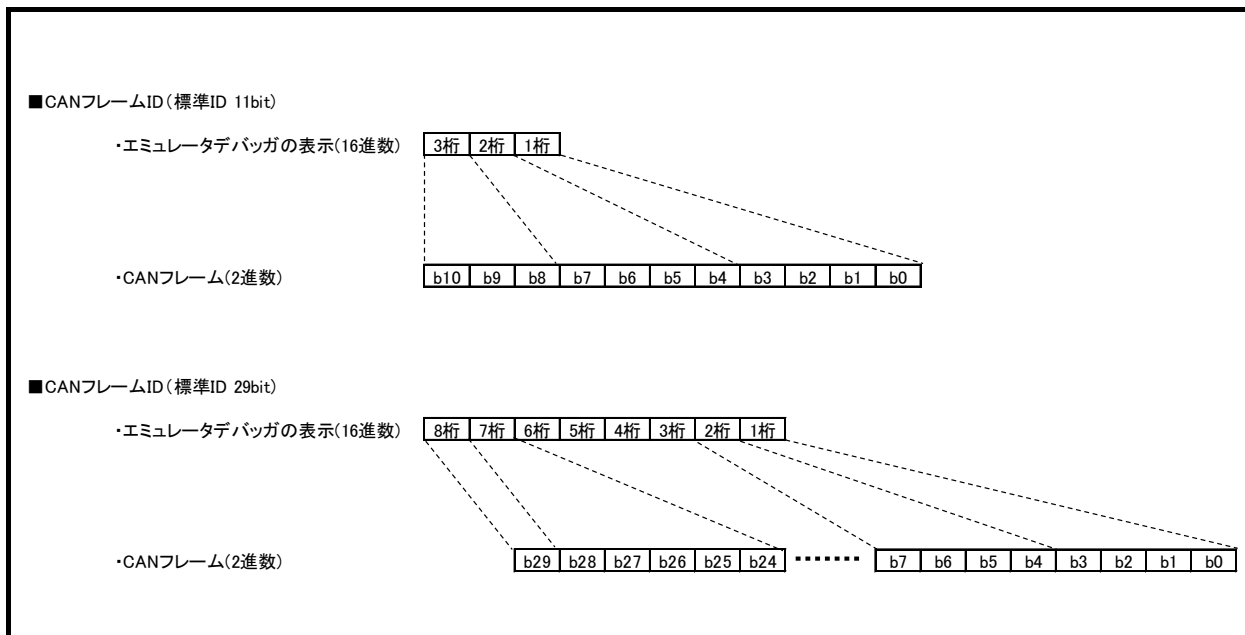 ■CANフレームID(標準ID 11bit)
・エミュレータデバッガの表示(16進数) 3桁 2桁 1桁
・CANフレーム(2進数) b10 b9 b8 b7 b6 b5 b4 b3 b2 b1 b0
■CANフレームID(標準ID 29bit)
・エミュレータデバッガの表示(16進数) 8桁 7桁 6桁 5桁 4桁 3桁 2桁 1桁
・CANフレーム(2進数) b29 b28 b27 b26 b25 b24 ・・・・・・・ b7 b6 b5 b4 b3 b2 b1 b0